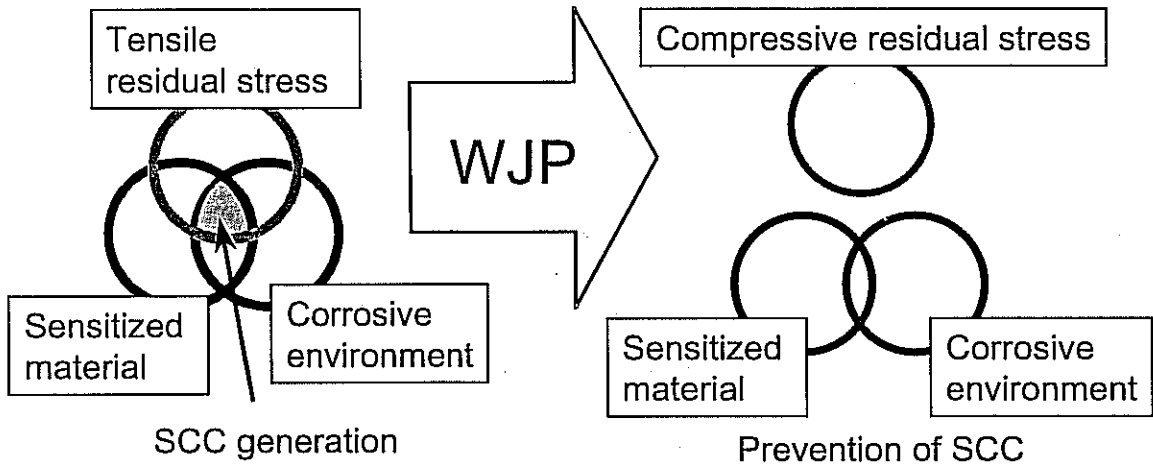 Tensile
residual stress
Sensitized
material
Corrosive
environment
SCC generation
WJP
Compressive residual stress
Sensitized
material
Corrosive
environment
Prevention of SCC